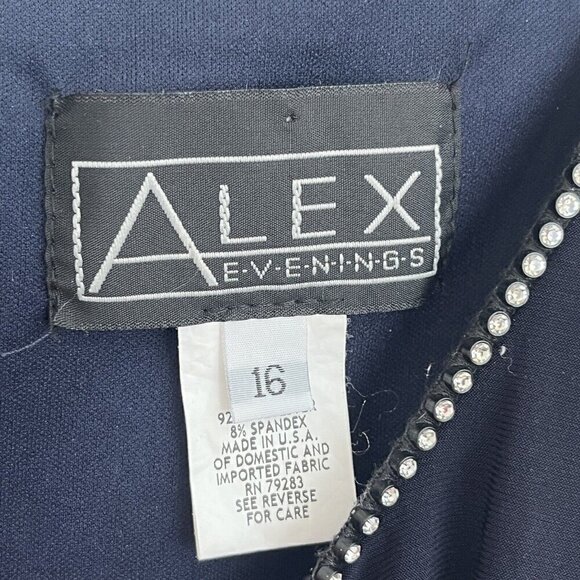 ALEX
E•V•E•N•I•N•G•S
16
92
8% SPANDEX
MADE IN U.S.A.
OF DOMESTIC AND
IMPORTED FABRIC
RN 79283
SEE REVERSE
FOR CARE